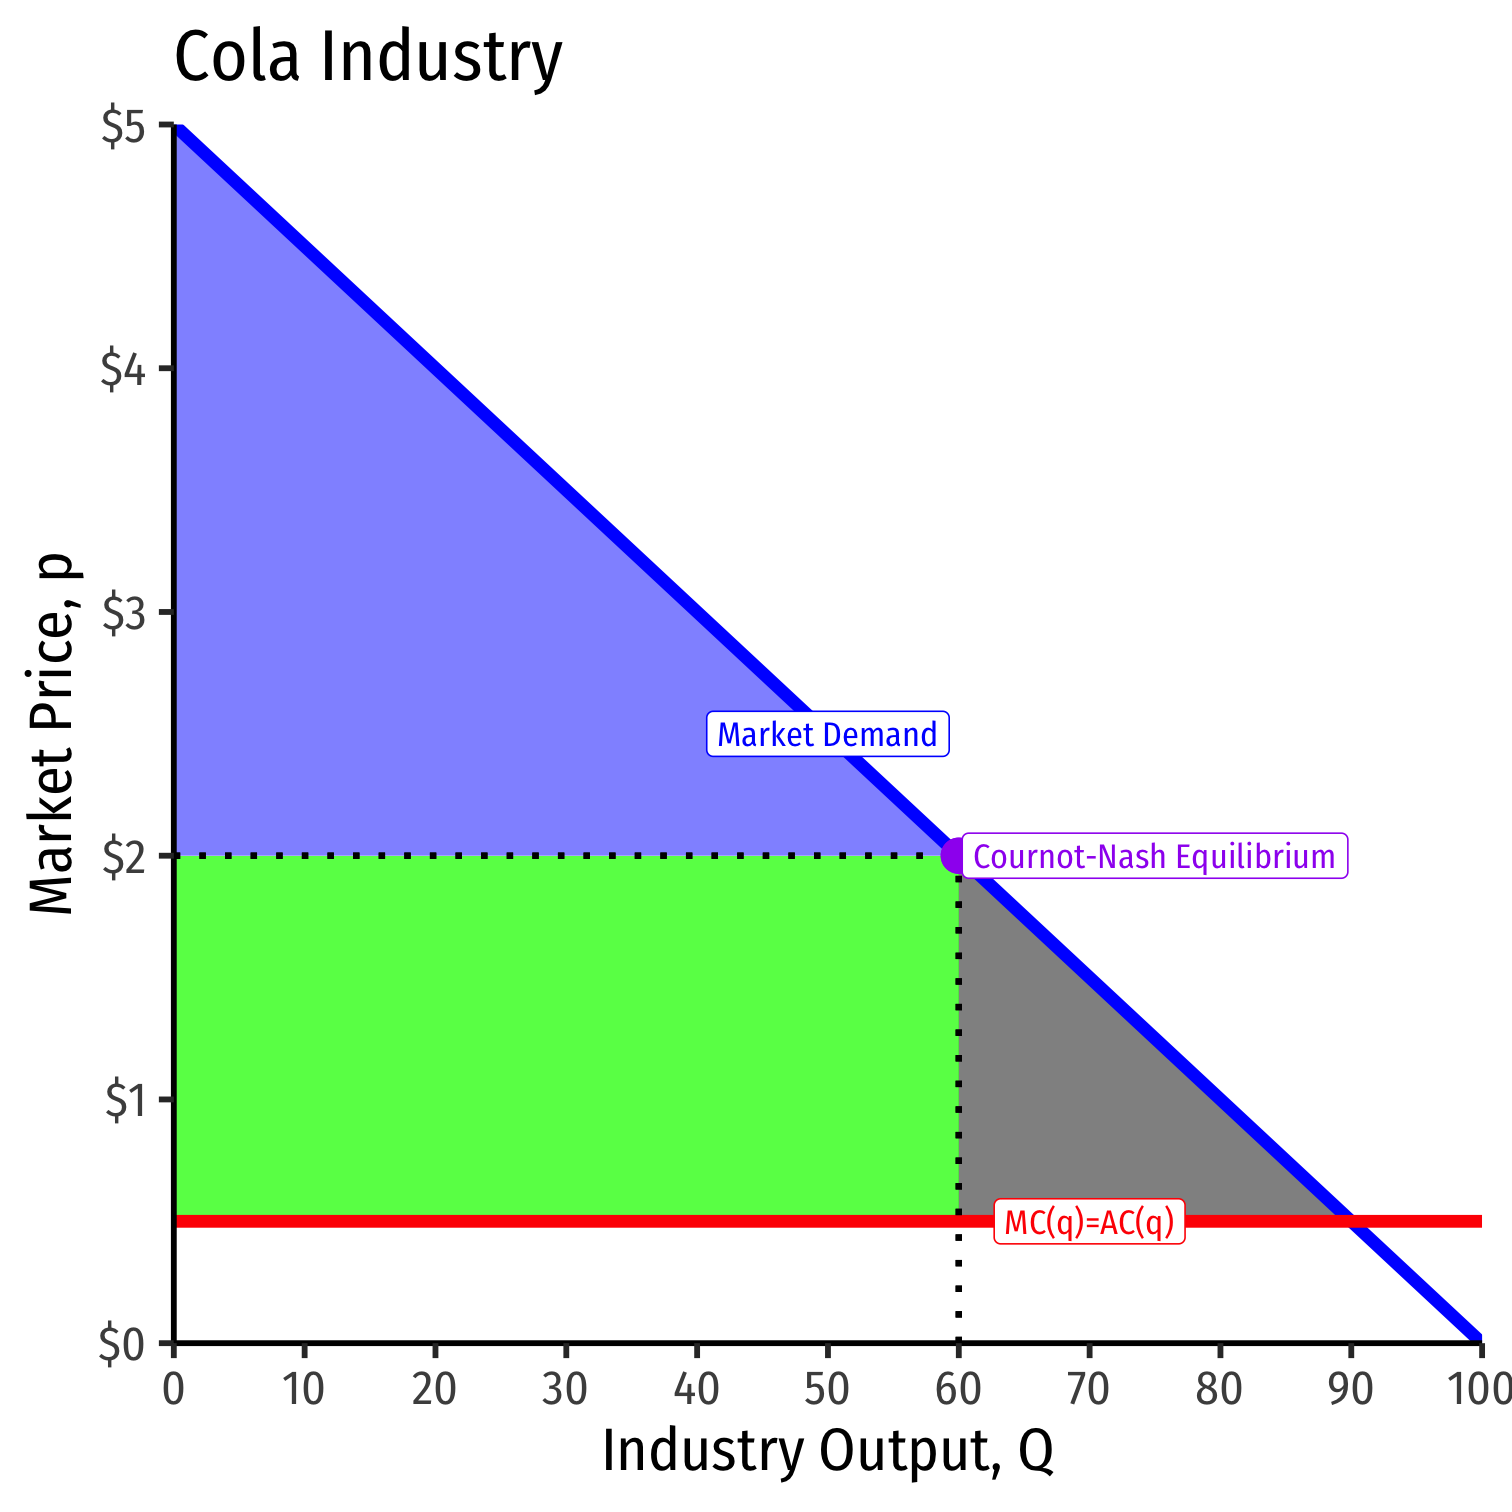 Cola Industry
$5
$4
$3
$2
$1
$0
Market Price, p
Market Demand
Cournot-Nash Equilibrium
MC(q)=AC(q)
0 10 20 30 40 50 60 70 80 90 100
Industry Output, Q